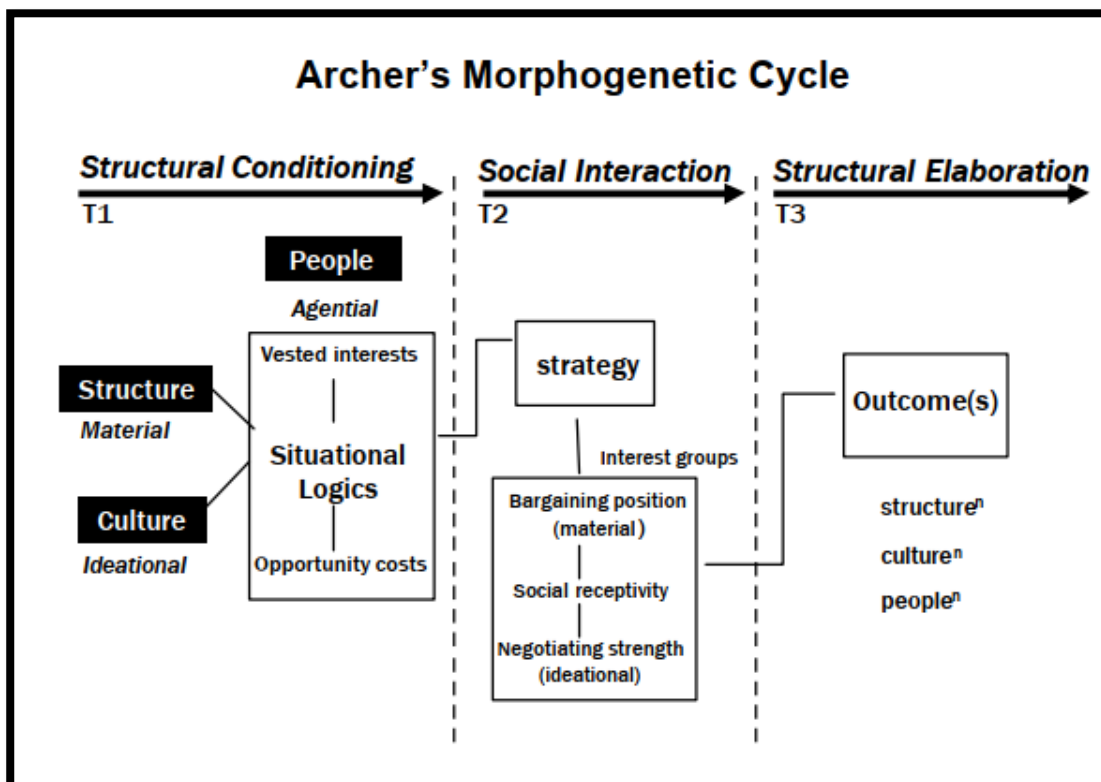 Archer's Morphogenetic Cycle
Structural Conditioning
T1
People
Agential
Vested interests
Structure
Material
Situational
Logics
Culture
Ideational
Opportunity costs
Social Interaction
T2
strategy
Interest groups
Bargaining position
(material)
Social receptivity
Negotiating strength
(ideational)
Structural Elaboration
T3
Outcome(s)
structureⁿ
cultureⁿ
peopleⁿ